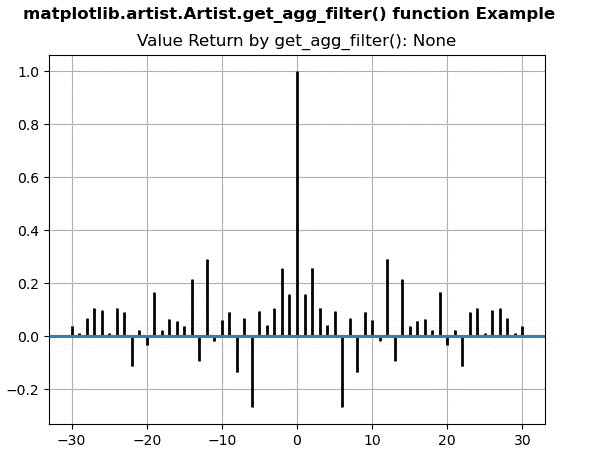 matplotlib.artist.Artist.get_agg_filter() function Example
Value Return by get_agg_filter(): None
1.0
0.8
0.6
0.4
0.2
0.0
−0.2
−30 −20 −10 0 10 20 30